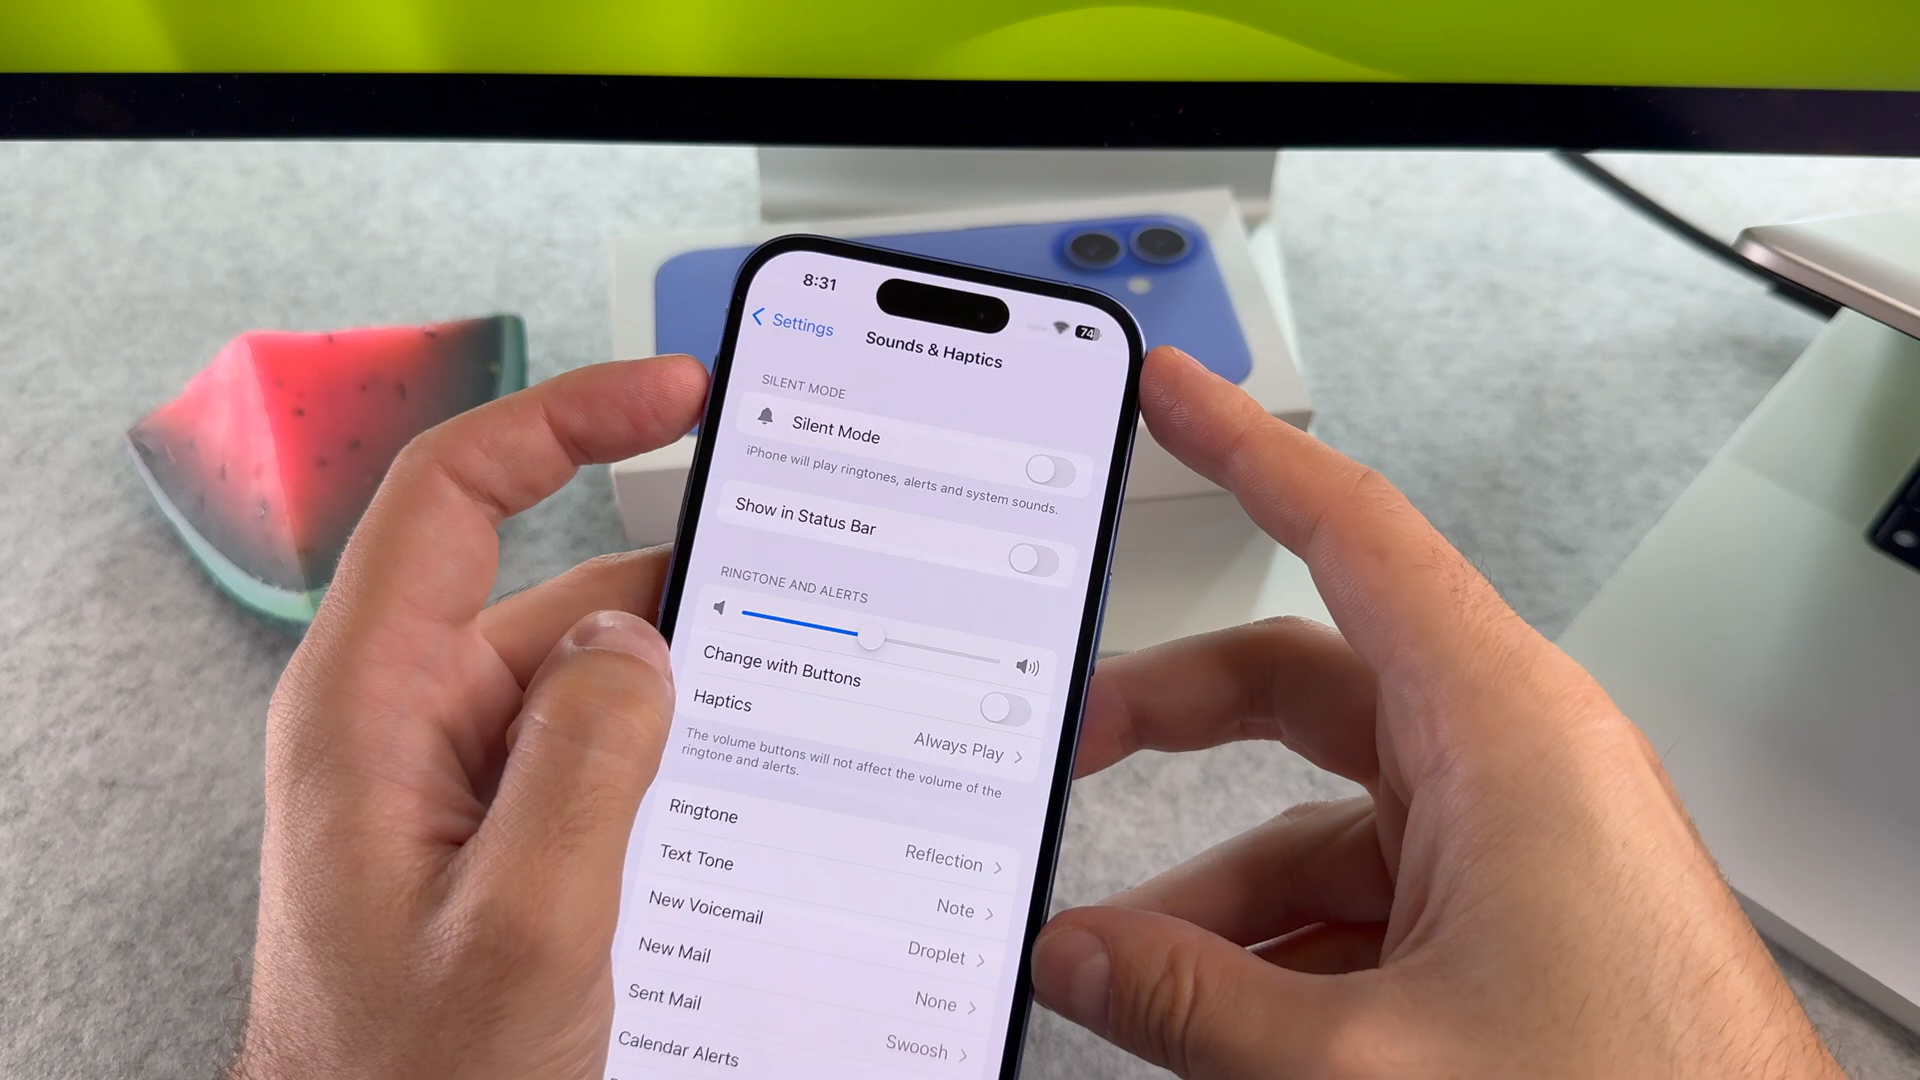 8:31
74
Settings
Sounds & Haptics
SILENT MODE
Silent Mode
iPhone will play ringtones, alerts and system sounds.
Show in Status Bar
RINGTONE AND ALERTS
Change with Buttons
Haptics
Always Play
The volume buttons will not affect the volume of the
ringtone and alerts.
Ringtone
Reflection
Text Tone
Note
New Voicemail
Droplet
New Mail
None
Sent Mail
Swoosh
Calendar Alerts